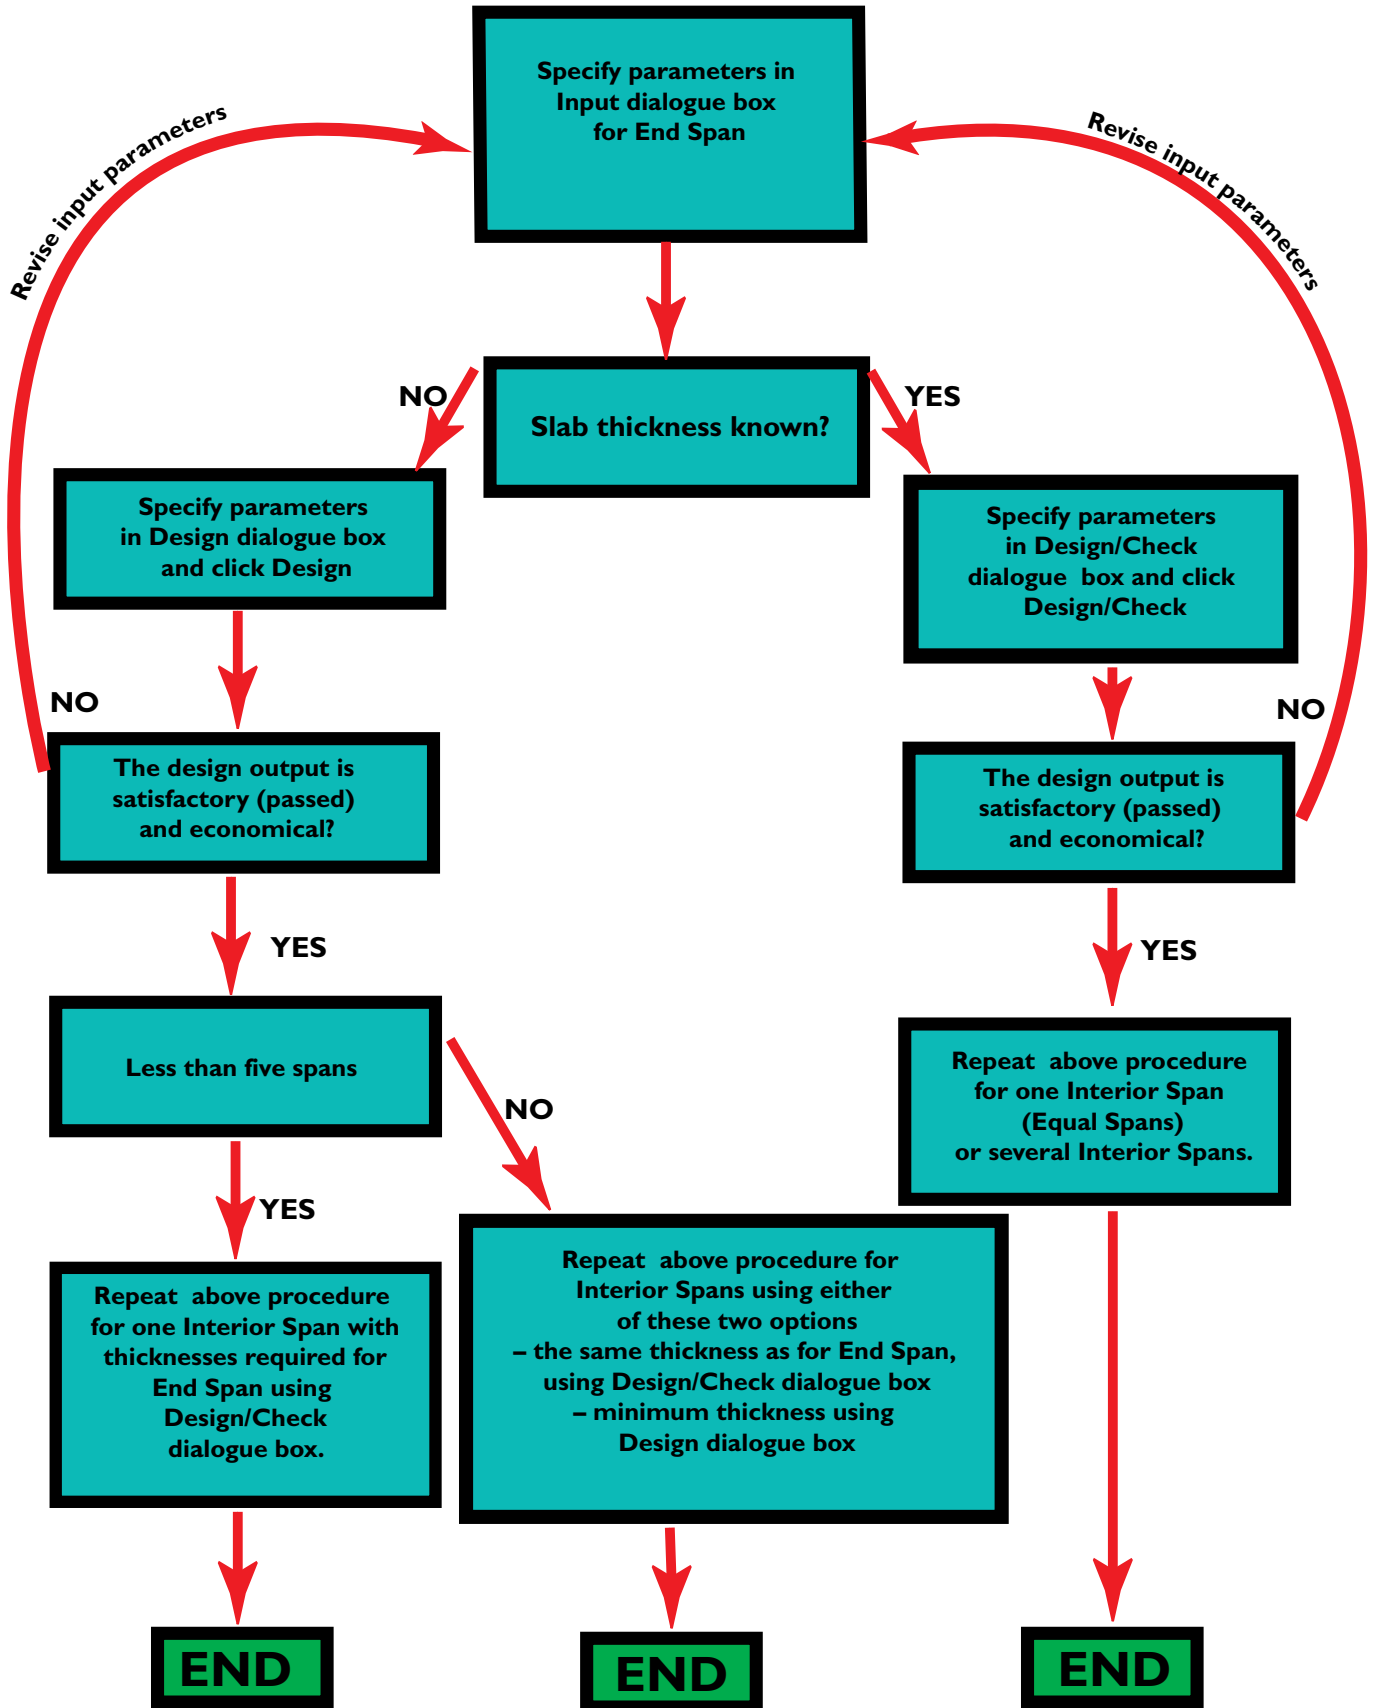 Specify parameters in
Input dialogue box
for End Span
Revise input parameters
Revise input parameters
NO
YES
Slab thickness known?
Specify parameters
in Design dialogue box
and click Design
Specify parameters
in Design/Check
dialogue box and click
Design/Check
NO
NO
The design output is
satisfactory (passed)
and economical?
The design output is
satisfactory (passed)
and economical?
YES
YES
Less than five spans
NO
Repeat above procedure
for one Interior Span
(Equal Spans)
or several Interior Spans.
YES
Repeat above procedure
for one Interior Span with
thicknesses required for
End Span using
Design/Check
dialogue box.
Repeat above procedure for
Interior Spans using either
of these two options
– the same thickness as for End Span,
using Design/Check dialogue box
– minimum thickness using
Design dialogue box
END
END
END